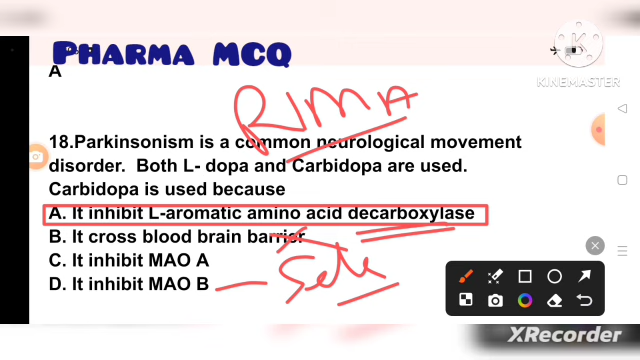 PHARMA MCQ
KINEMASTER
A
RIMA
18.Parkinsonism is a common neurological movement
disorder. Both L- dopa and Carbidopa are used.
Carbidopa is used because
A. It inhibit L-aromatic amino acid decarboxylase
B. It cross blood brain barrier
C. It inhibit MAO A
D. It inhibit MAO B
XRecorder